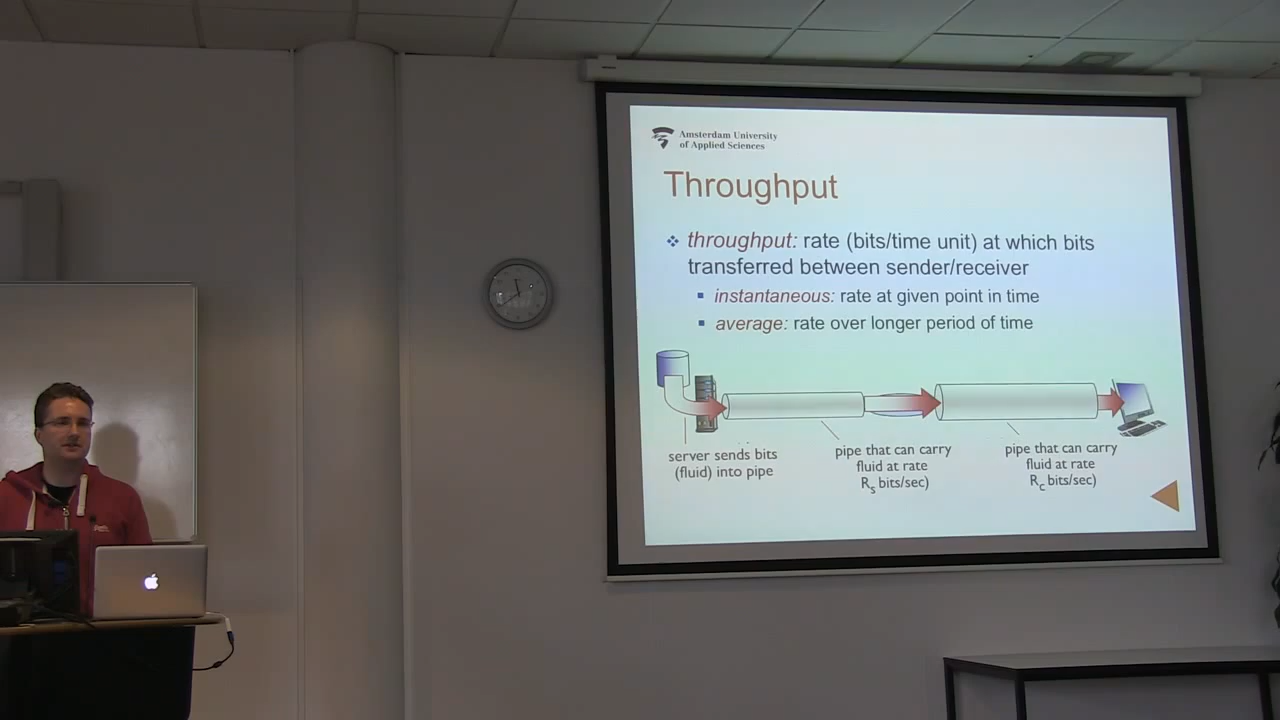 Amsterdam University
of Applied Sciences
Throughput
throughput: rate (bits/time unit) at which bits
transferred between sender/receiver
instantaneous: rate at given point in time
average: rate over longer period of time
server sends bits
(fluid) into pipe
pipe that can carry
fluid at rate
Rs bits/sec)
pipe that can carry
fluid at rate
Rc bits/sec)